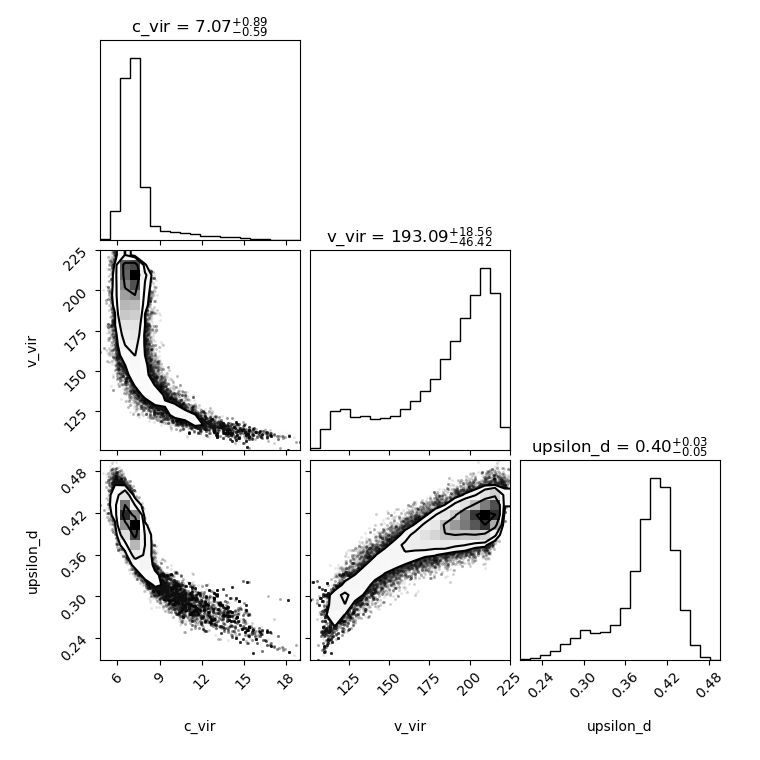 c_vir = 7.07+0.89 −0.59
v_vir = 193.09+18.56 −46.42
225
200
175
150
125
v_vir
upsilon_d = 0.40+0.03 −0.05
0.48
0.42
0.36
0.30
0.24
upsilon_d
6 9 12 15 18
125 150 175 200 225
0.24 0.30 0.36 0.42 0.48
c_vir v_vir upsilon_d